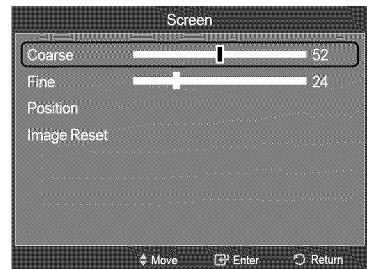 Screen
Coarse 52
Fine 24
Position
Image Reset
Move Enter Return